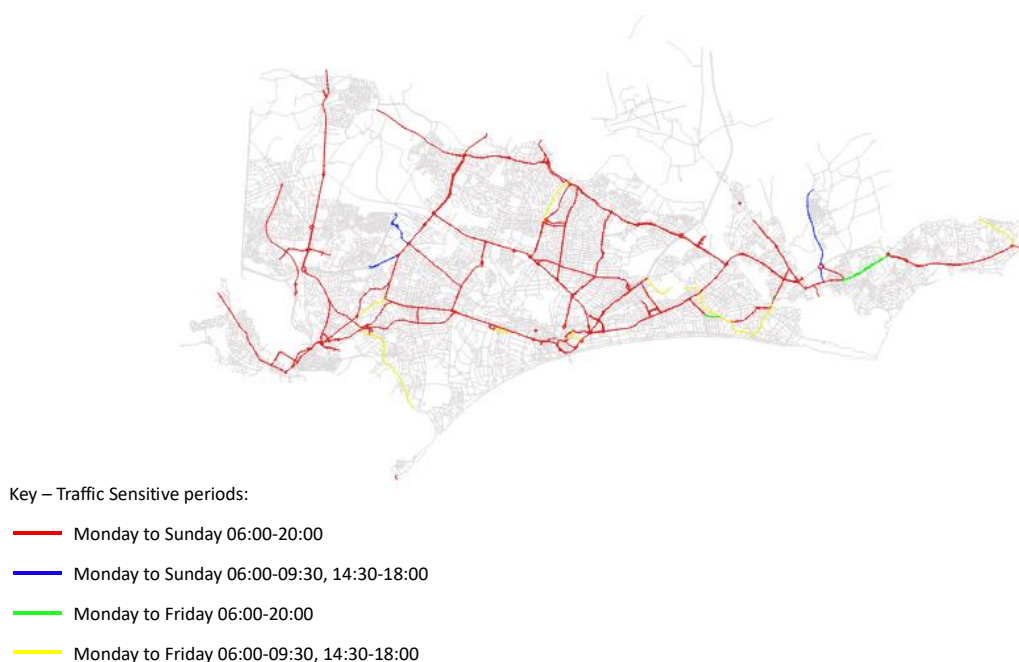 Key – Traffic Sensitive periods:
Monday to Sunday 06:00-20:00
Monday to Sunday 06:00-09:30, 14:30-18:00
Monday to Friday 06:00-20:00
Monday to Friday 06:00-09:30, 14:30-18:00